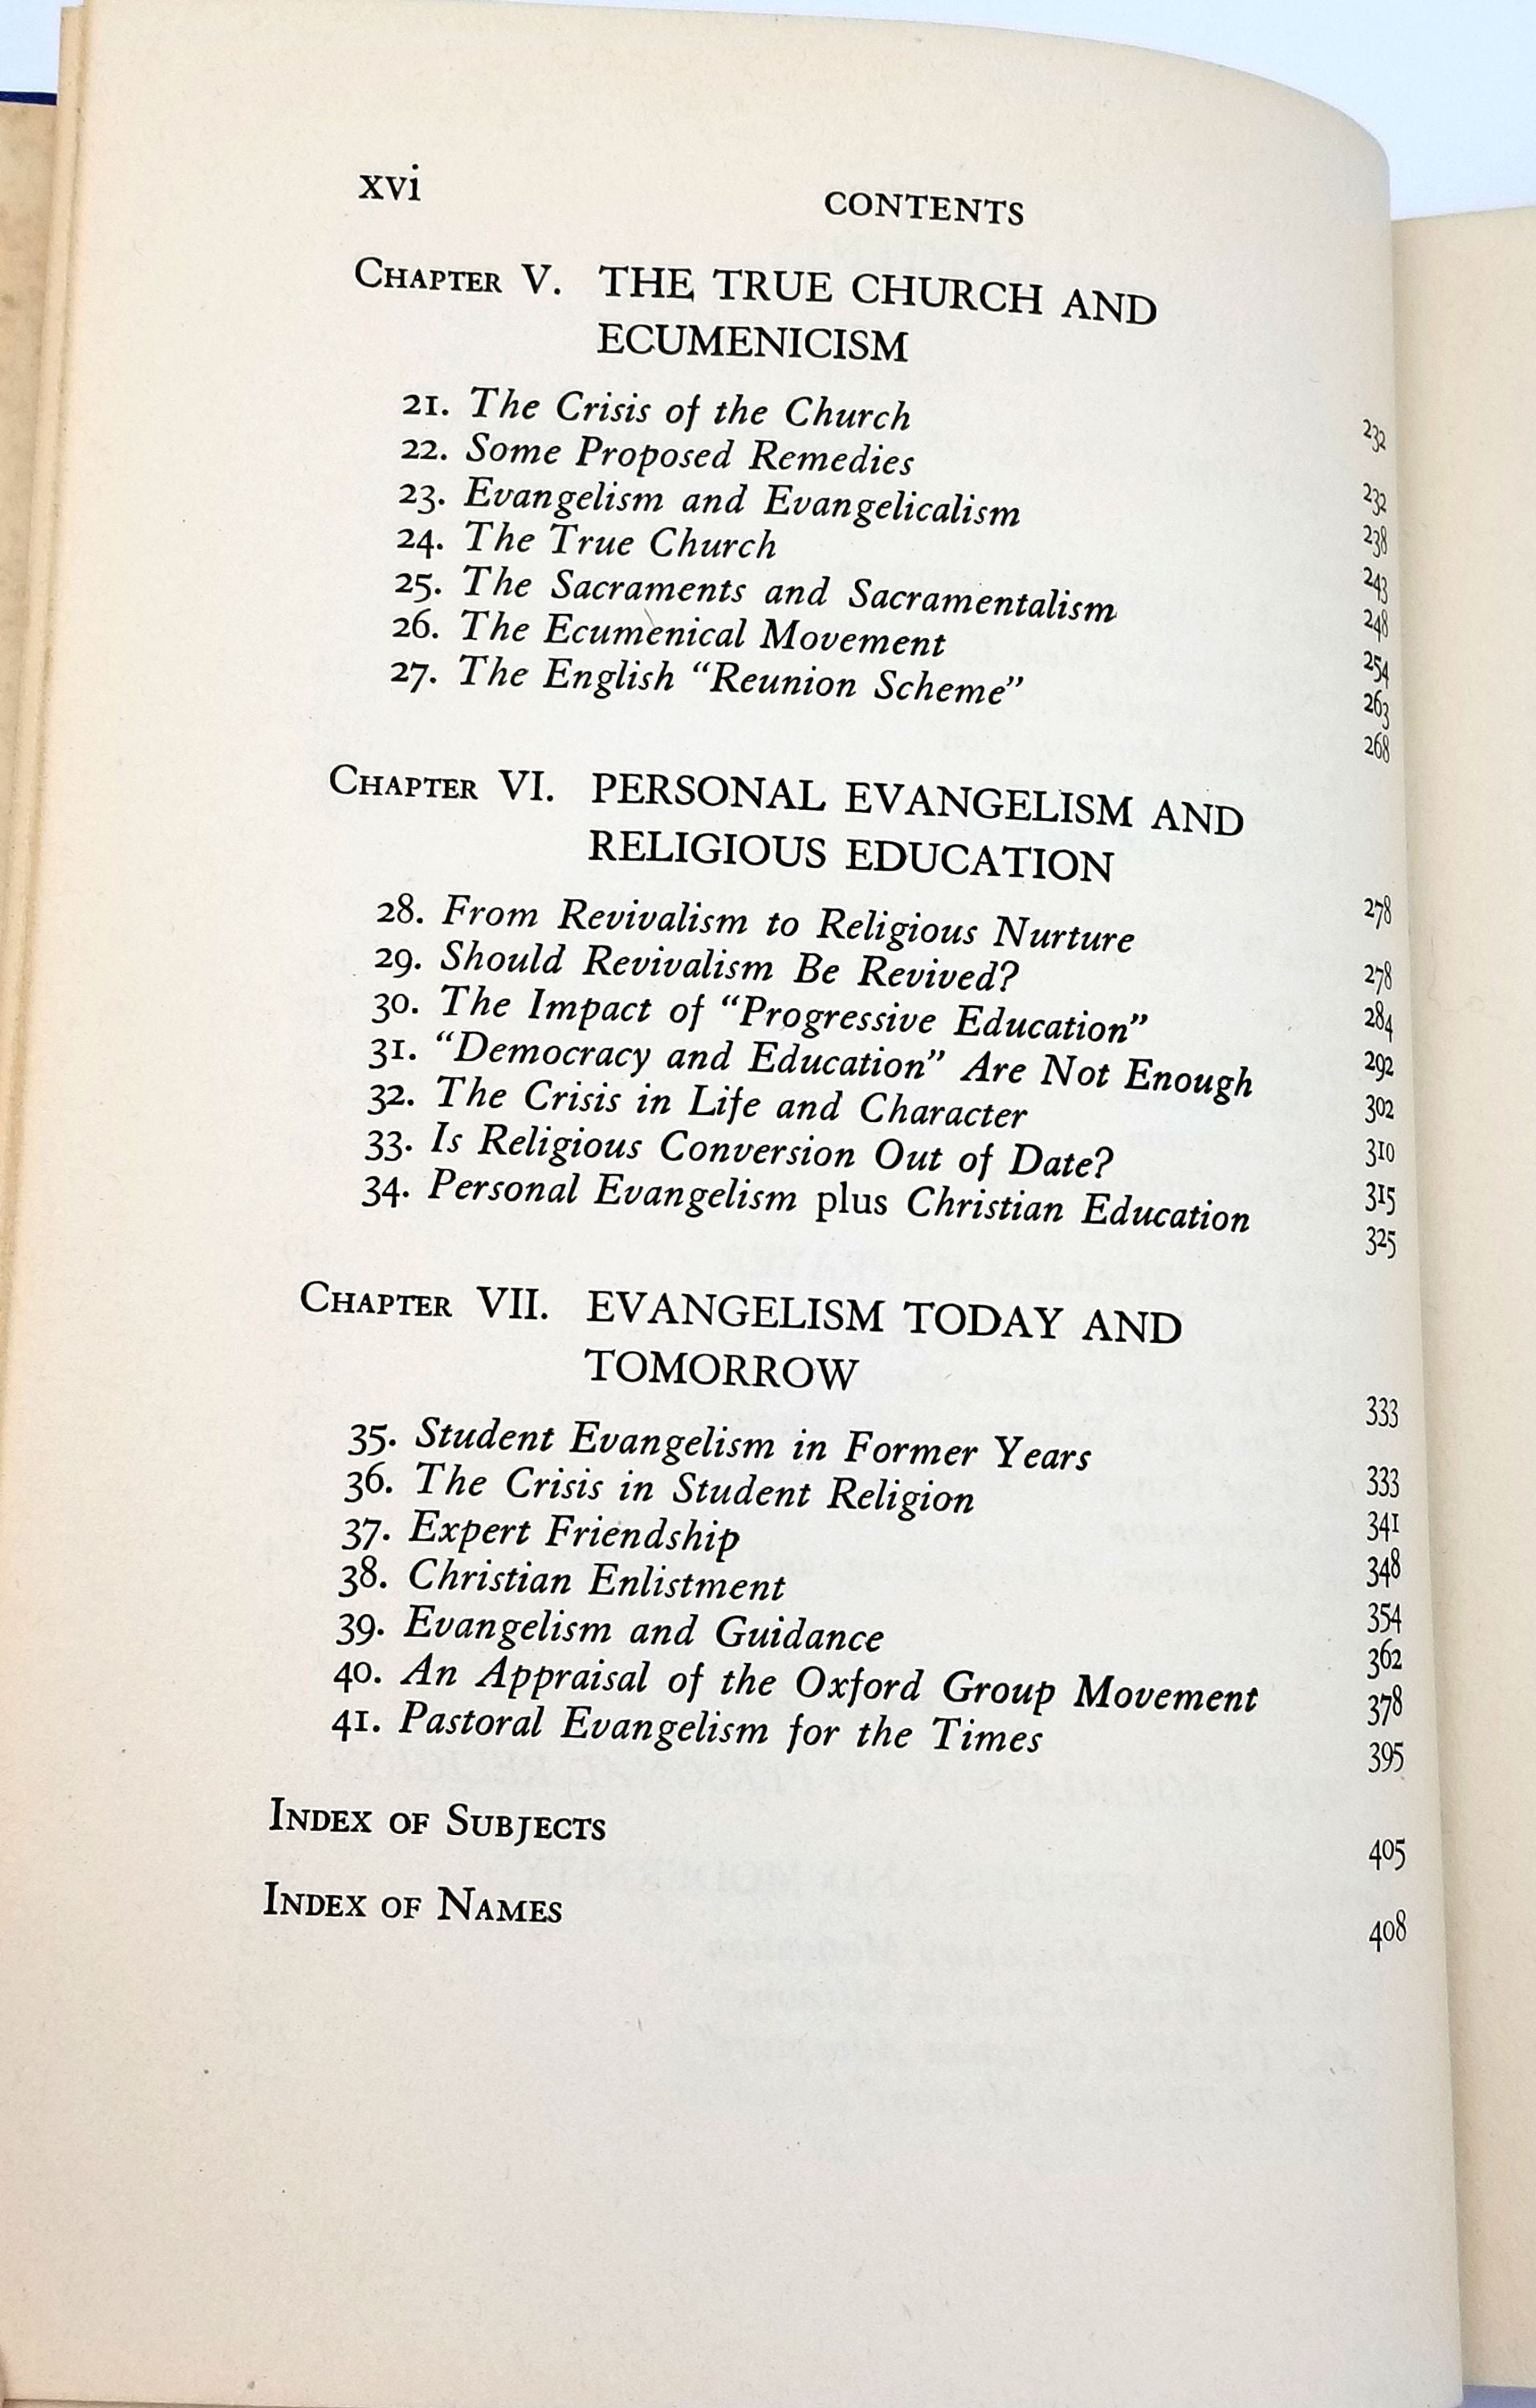 xvi CONTENTS
CHAPTER V. THE TRUE CHURCH AND
ECUMENICISM 232
21. The Crisis of the Church 232
22. Some Proposed Remedies 238
23. Evangelism and Evangelicalism 243
24. The True Church 248
25. The Sacraments and Sacramentalism 254
26. The Ecumenical Movement 263
27. The English “Reunion Scheme” 268
CHAPTER VI. PERSONAL EVANGELISM AND
RELIGIOUS EDUCATION 278
28. From Revivalism to Religious Nurture 278
29. Should Revivalism Be Revived? 284
30. The Impact of “Progressive Education” 292
31. “Democracy and Education” Are Not Enough 302
32. The Crisis in Life and Character 310
33. Is Religious Conversion Out of Date? 315
34. Personal Evangelism plus Christian Education 325
CHAPTER VII. EVANGELISM TODAY AND
TOMORROW 333
35. Student Evangelism in Former Years 333
36. The Crisis in Student Religion 341
37. Expert Friendship 348
38. Christian Enlistment 354
39. Evangelism and Guidance 362
40. An Appraisal of the Oxford Group Movement 378
41. Pastoral Evangelism for the Times 395
INDEX OF SUBJECTS 405
INDEX OF NAMES 408